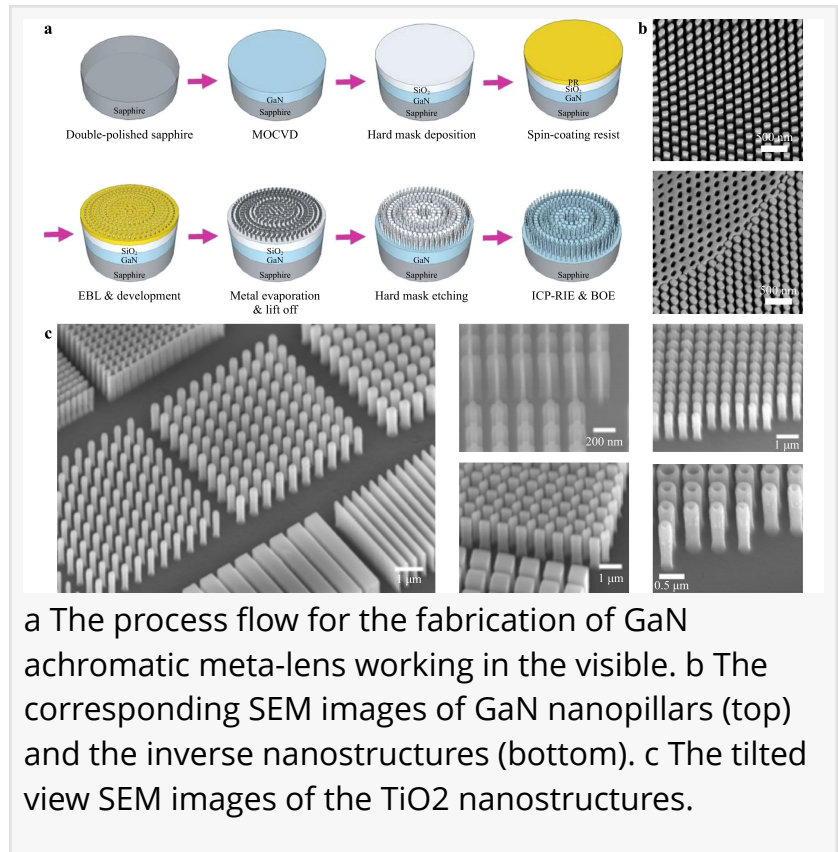 a
b
Sapphire
GaN
Sapphire
SiO₂
GaN
Sapphire
PR
SiO₂
GaN
Sapphire
Double-polished sapphire
MOCVD
Hard mask deposition
Spin-coating resist
500 nm
SiO₂
GaN
Sapphire
SiO₂
GaN
Sapphire
GaN
Sapphire
Sapphire
EBL & development
Metal evaporation
& lift off
Hard mask etching
ICP-RIE & BOE
500 nm
c
1 μm
200 nm
1 μm
1 μm
0.5 μm
a The process flow for the fabrication of GaN
achromatic meta-lens working in the visible. b The
corresponding SEM images of GaN nanopillars (top)
and the inverse nanostructures (bottom). c The tilted
view SEM images of the TiO2 nanostructures.